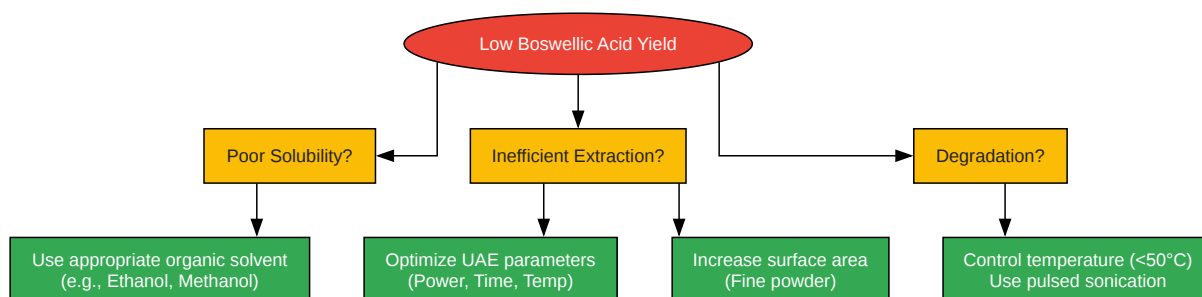 Low Boswellic Acid Yield
Poor Solubility?
Inefficient Extraction?
Degradation?
Use appropriate organic solvent
(e.g., Ethanol, Methanol)
Optimize UAE parameters
(Power, Time, Temp)
Increase surface area
(Fine powder)
Control temperature (<50°C)
Use pulsed sonication